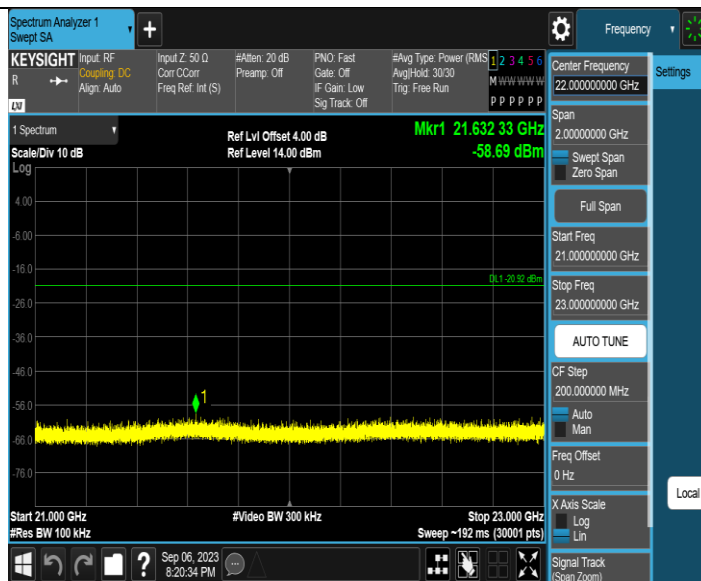 Spectrum Analyzer 1
Swept SA
+
Frequency
KEYSIGHT
R
LXI
Input: RF
Coupling: DC
Align: Auto
Input Z: 50 Ω
Corr CCorr
Freq Ref: Int (S)
#Atten: 20 dB
Preamp: Off
PNO: Fast
Gate: Off
IF Gain: Low
Sig Track: Off
#Avg Type: Power (RMS
Avg|Hold: 30/30
Trig: Free Run
1 2 3 4 5 6
M W W W W W
P P P P P P
1 Spectrum
Scale/Div 10 dB
Log
Ref Lvl Offset 4.00 dB
Ref Level 14.00 dBm
Mkr1 21.632 33 GHz
-58.69 dBm
4.00
-6.00
-16.0
DL1 -20.92 dBm
-26.0
-36.0
-46.0
-56.0
1
-66.0
-76.0
Start 21.000 GHz
#Res BW 100 kHz
#Video BW 300 kHz
Stop 23.000 GHz
Sweep ~192 ms (30001 pts)
?
Sep 06, 2023
8:20:34 PM
Center Frequency
22.000000000 GHz
Span
2.00000000 GHz
Swept Span
Zero Span
Full Span
Start Freq
21.000000000 GHz
Stop Freq
23.000000000 GHz
AUTO TUNE
CF Step
200.000000 MHz
Auto
Man
Freq Offset
0 Hz
X Axis Scale
Log
Lin
Signal Track
(Span Zoom)
Settings
Local